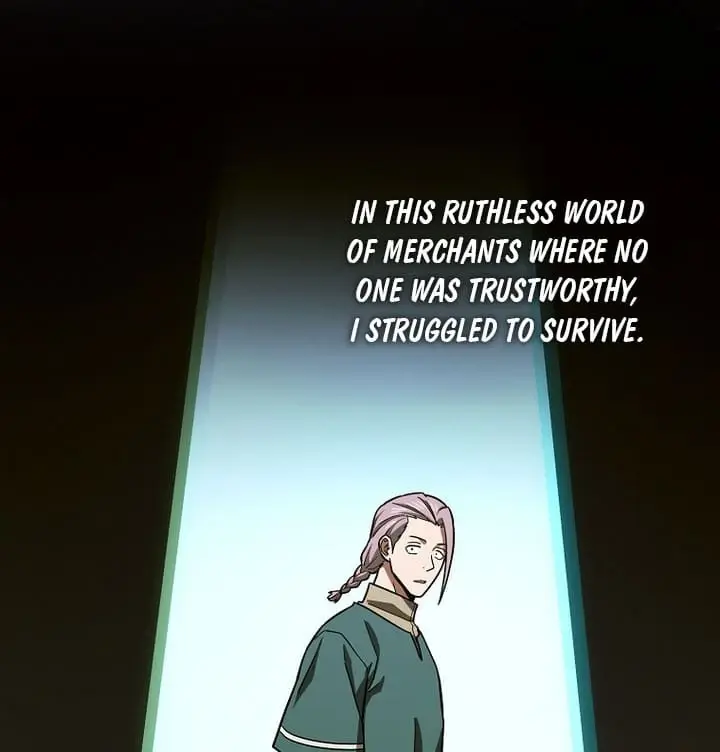 IN THIS RUTHLESS WORLD
OF MERCHANTS WHERE NO
ONE WAS TRUSTWORTHY,
I STRUGGLED TO SURVIVE.